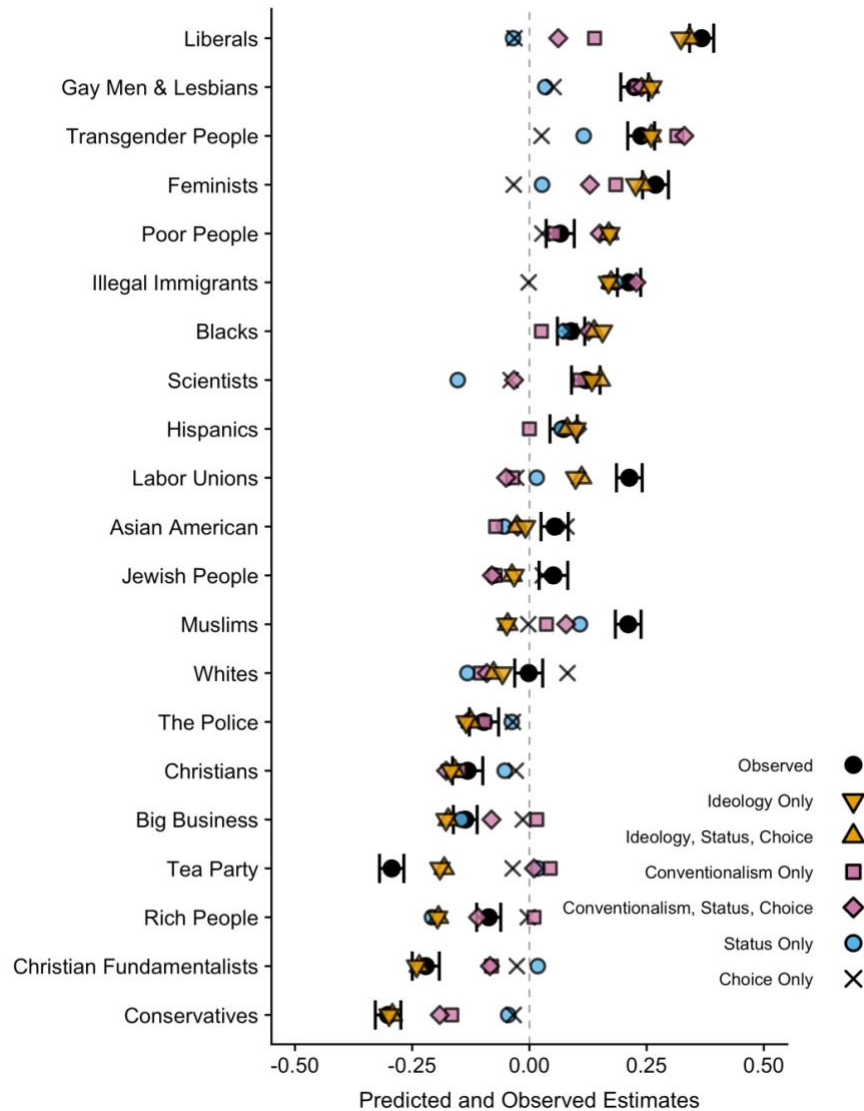 Liberals
Gay Men & Lesbians
Transgender People
Feminists
Poor People
Illegal Immigrants
Blacks
Scientists
Hispanics
Labor Unions
Asian American
Jewish People
Muslims
Whites
The Police
Christians
Big Business
Tea Party
Rich People
Christian Fundamentalists
Conservatives
Observed
Ideology Only
Ideology, Status, Choice
Conventionalism Only
Conventionalism, Status, Choice
Status Only
Choice Only
-0.50 -0.25 0.00 0.25 0.50
Predicted and Observed Estimates